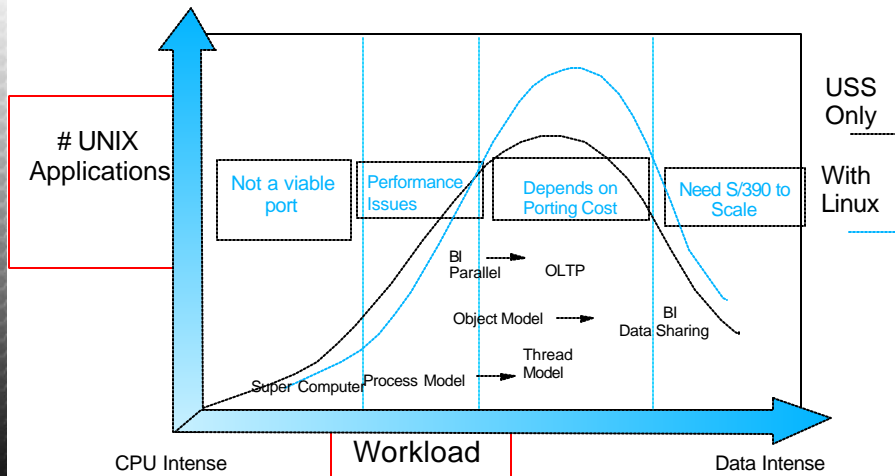 # UNIX
Applications
USS
Only
With
Linux
Not a viable
port
Performance
Issues
Depends on
Porting Cost
Need S/390 to
Scale
BI
Parallel
OLTP
Object Model
BI
Data Sharing
Super Computer
Process Model
Thread
Model
CPU Intense
Workload
Data Intense